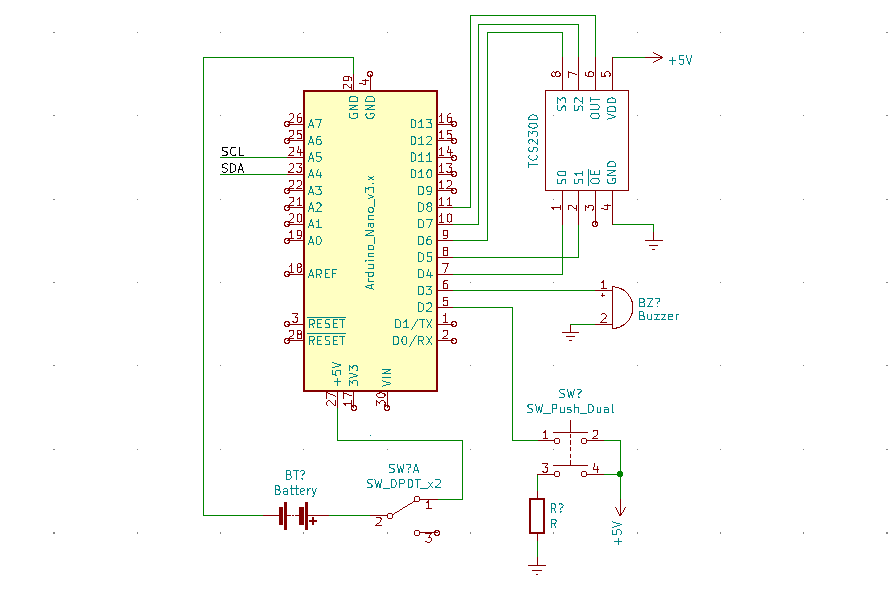 29
GND
4
GND
26 A7
25 A6
SCL 24 A5
SDA 23 A4
22 A3
21 A2
20 A1
19 A0
18 AREF
3 RESET
28 RESET
Arduino_Nano_v3.x
D13 16
D12 15
D11 14
D10 13
D9 12
D8 11
D7 10
D6 9
D5 8
D4 7
D3 6
D2 5
D1/TX 1
D0/RX 2
+5V
27
3V3
17
VIN
30
8 7 6 5
S3 S2 OUT VDD
+5V
TCS230D
S0 S1 OE GND
1 2 3 4
1
+
2
BZ?
Buzzer
SW?
SW_Push_Dual
1 2
3 4
R?
R
+5V
SW?A
SW_DPDT_x2
1
2
3
BT?
Battery
+